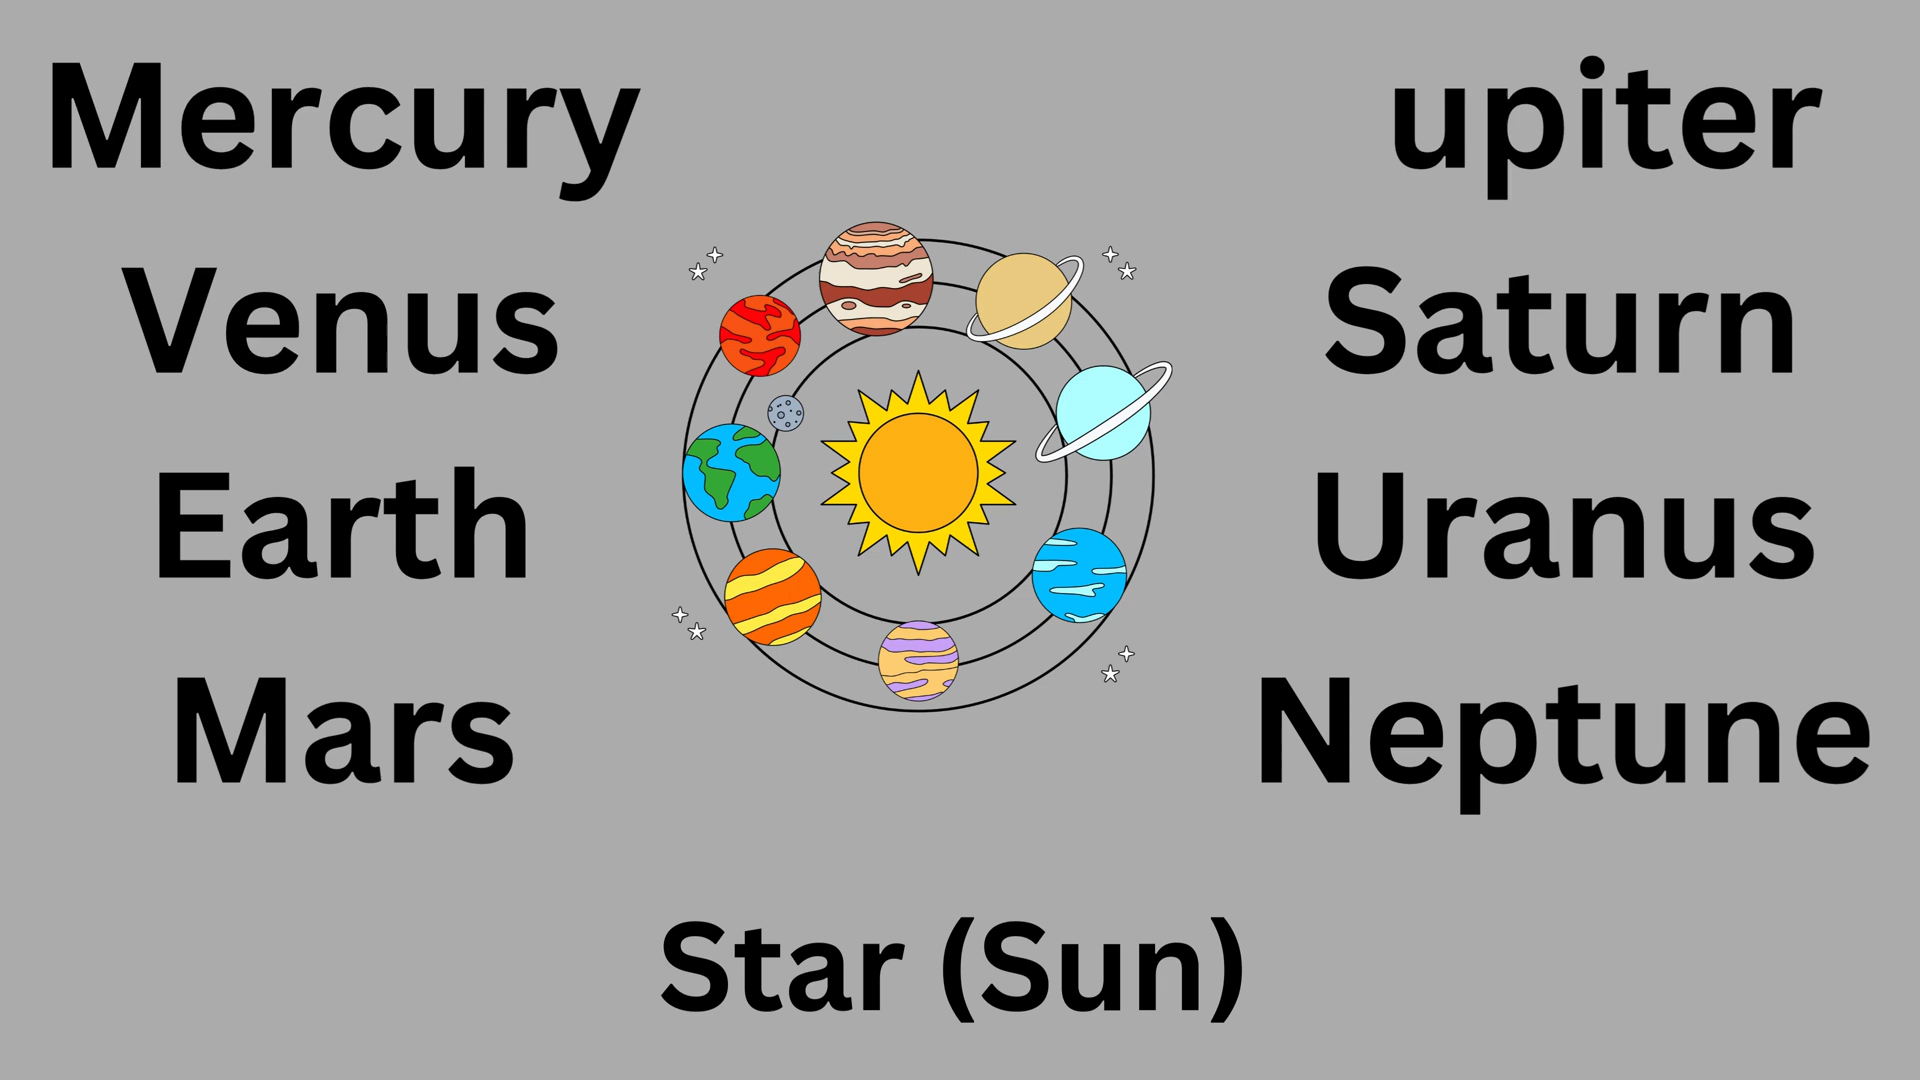 Mercury
Venus
Earth
Mars
upiter
Saturn
Uranus
Neptune
Star (Sun)